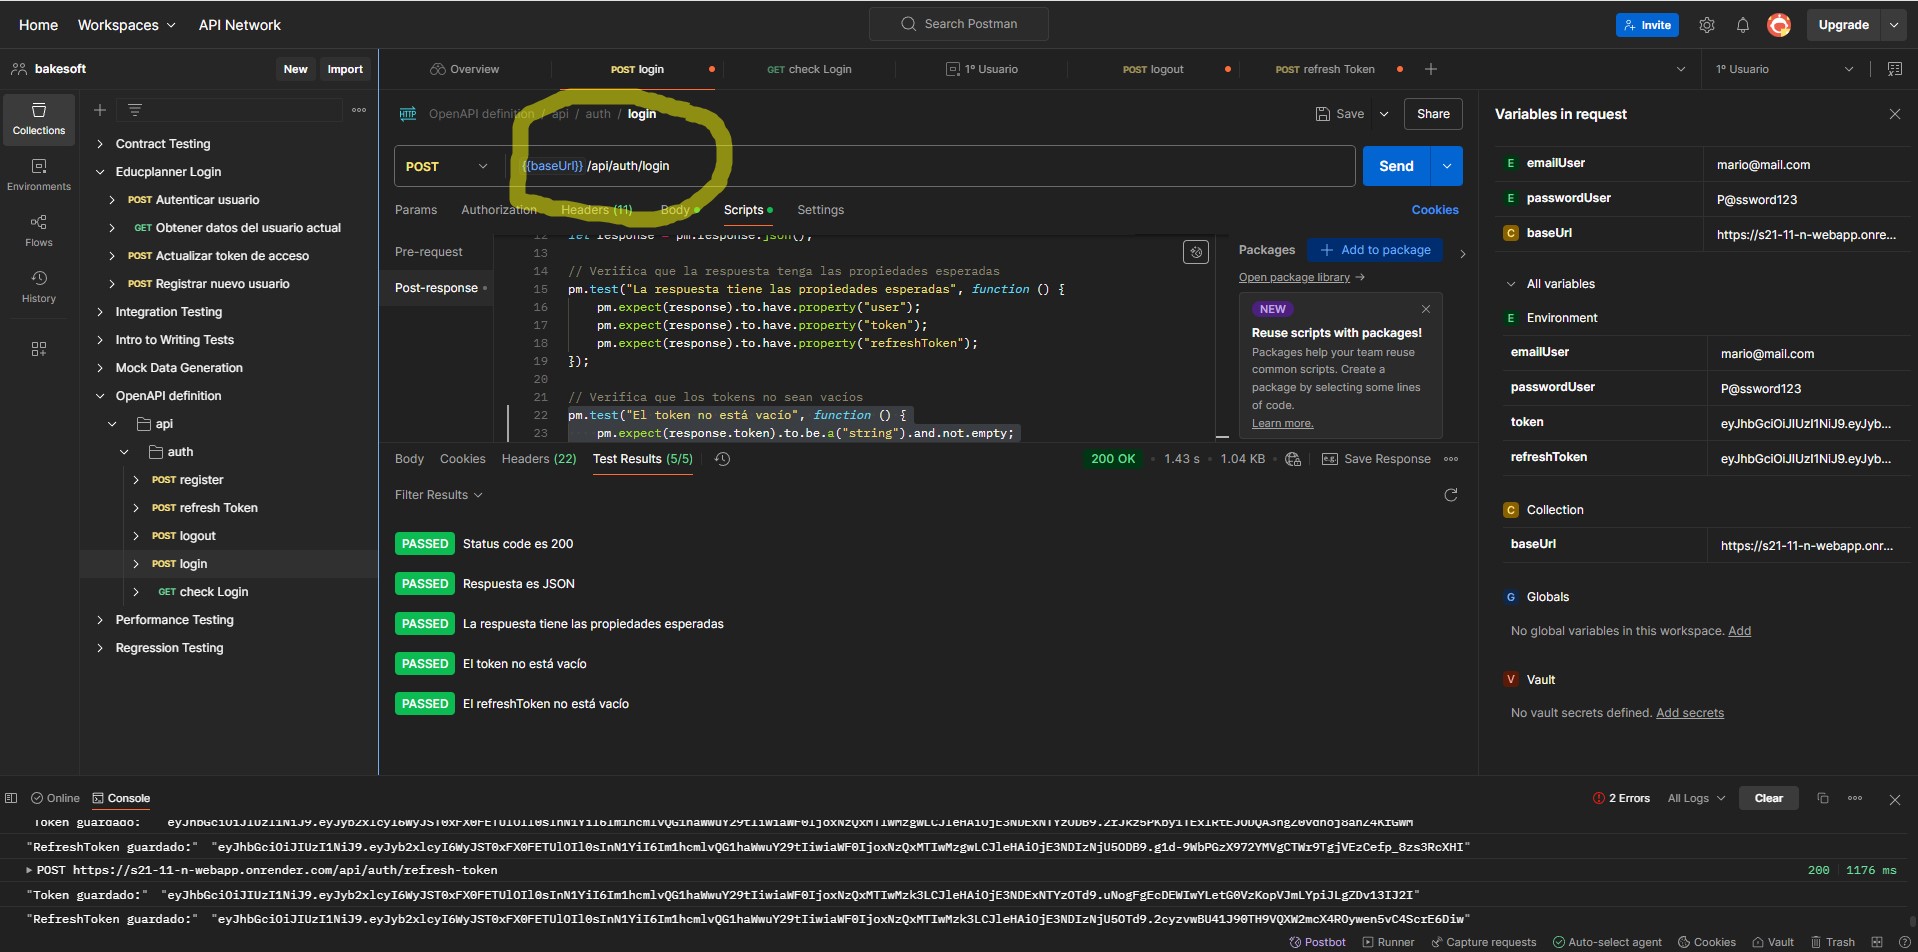 Home Workspaces API Network Search Postman Invite Upgrade
bakesoft New Import Overview POST login GET check Login 1º Usuario POST logout POST refresh Token 1º Usuario
Collections
Environments
Flows
History
Contract Testing
Educplanner Login
POST Autenticar usuario
GET Obtener datos del usuario actual
POST Actualizar token de acceso
POST Registrar nuevo usuario
Integration Testing
Intro to Writing Tests
Mock Data Generation
OpenAPI definition
api
auth
POST register
POST refresh Token
POST logout
POST login
GET check Login
Performance Testing
Regression Testing
HTTP OpenAPI definition / api / auth / login Save Share
POST {{baseUrl}} /api/auth/login Send
Params Authorization Headers (11) Body Scripts Settings Cookies
Pre-request
Post-response
12 let response = pm.response.json();
13
14 // Verifica que la respuesta tenga las propiedades esperadas
15 pm.test("La respuesta tiene las propiedades esperadas", function () {
16 pm.expect(response).to.have.property("user");
17 pm.expect(response).to.have.property("token");
18 pm.expect(response).to.have.property("refreshToken");
19 });
20
21 // Verifica que los tokens no sean vacíos
22 pm.test("El token no está vacío", function () {
23 pm.expect(response.token).to.be.a("string").and.not.empty;
Packages Add to package
Open package library →
NEW
Reuse scripts with packages!
Packages help your team reuse
common scripts. Create a
package by selecting some lines
of code.
Learn more.
Body Cookies Headers (22) Test Results (5/5) 200 OK • 1.43 s • 1.04 KB Save Response
Filter Results
PASSED Status code es 200
PASSED Respuesta es JSON
PASSED La respuesta tiene las propiedades esperadas
PASSED El token no está vacío
PASSED El refreshToken no está vacío
Variables in request
E emailUser mario@mail.com
E passwordUser P@ssword123
C baseUrl https://s21-11-n-webapp.onre...
All variables
E Environment
emailUser mario@mail.com
passwordUser P@ssword123
token eyJhbGciOiJIUzI1NiJ9.eyJyb...
refreshToken eyJhbGciOiJIUzI1NiJ9.eyJyb...
C Collection
baseUrl https://s21-11-n-webapp.onr...
G Globals
No global variables in this workspace. Add
V Vault
No vault secrets defined. Add secrets
Online Console 2 Errors All Logs Clear
"Token guardado:"
"RefreshToken guardado:"
POST https://s21-11-n-webapp.onrender.com/api/auth/refresh-token 200 1176 ms
"Token guardado:"
"RefreshToken guardado:"
Postbot Runner Capture requests Auto-select agent Cookies Vault Trash